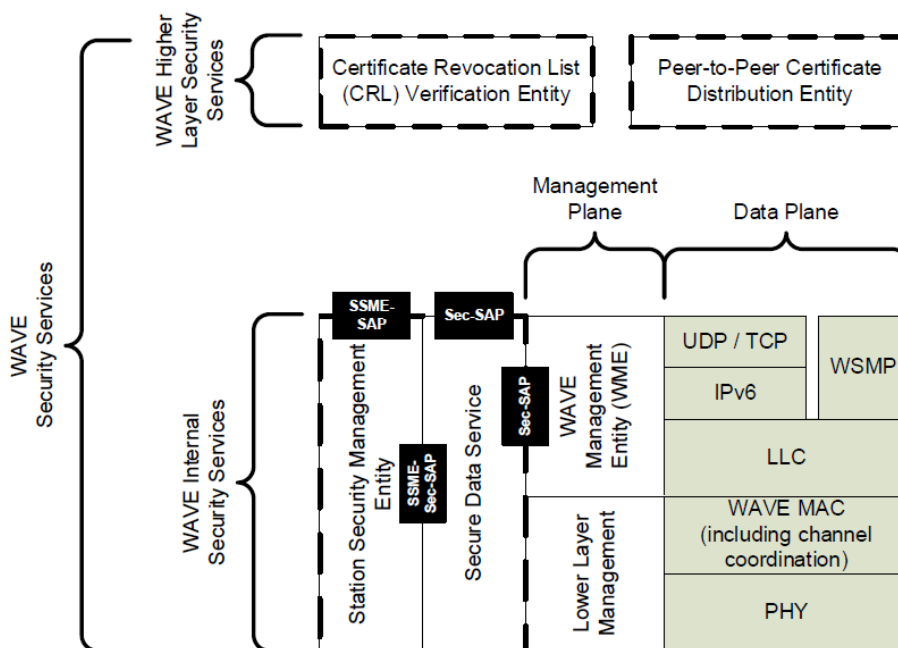 WAVE Higher
Layer Security
Services
Certificate Revocation List
(CRL) Verification Entity
Peer-to-Peer Certificate
Distribution Entity
Management
Plane
Data Plane
WAVE
Security Services
WAVE Internal
Security Services
SSME-
SAP
Sec-SAP
Station Security Management
Entity
SSME-
Sec-SAP
Secure Data Service
Sec-SAP
WAVE
Management
Entity (WME)
Lower Layer
Management
UDP / TCP
IPv6
WSMP
LLC
WAVE MAC
(including channel
coordination)
PHY